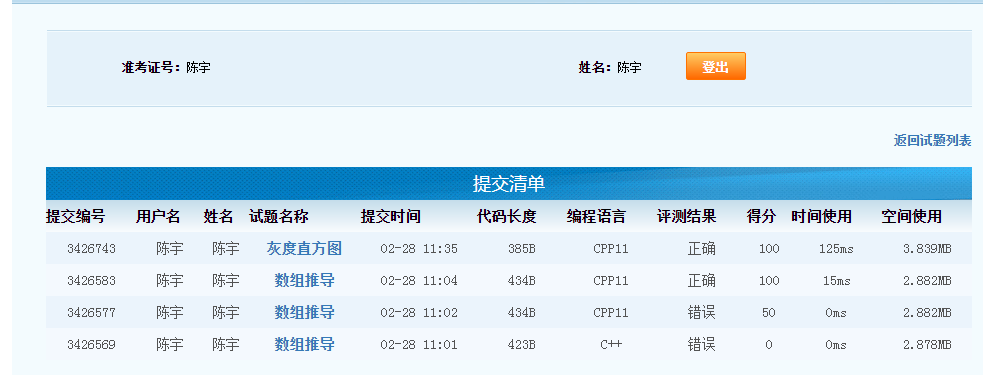 准考证号：陈宇 姓名：陈宇 登出
返回试题列表
提交清单
提交编号 用户名 姓名 试题名称 提交时间 代码长度 编程语言 评测结果 得分 时间使用 空间使用
3426743 陈宇 陈宇 灰度直方图 02-28 11:35 385B CPP11 正确 100 125ms 3.839MB
3426583 陈宇 陈宇 数组推导 02-28 11:04 434B CPP11 正确 100 15ms 2.882MB
3426577 陈宇 陈宇 数组推导 02-28 11:02 434B CPP11 错误 50 0ms 2.882MB
3426569 陈宇 陈宇 数组推导 02-28 11:01 423B C++ 错误 0 0ms 2.878MB